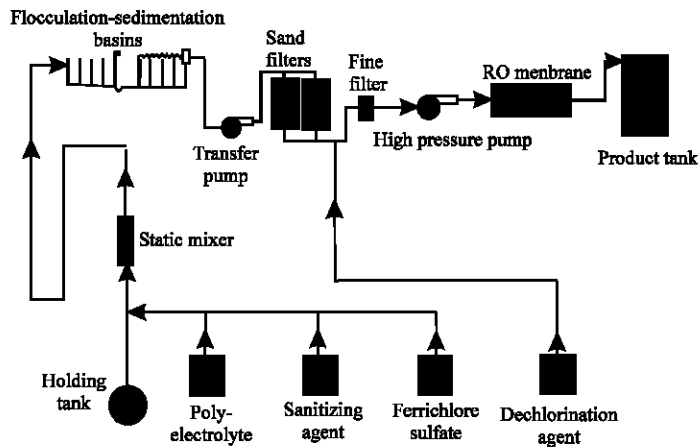 Flocculation-sedimentation
basins
Sand
filters
Fine
filter
RO menbrane
Transfer
pump
High pressure pump
Product tank
Static mixer
Holding
tank
Poly-
electrolyte
Sanitizing
agent
Ferrichlore
sulfate
Dechlorination
agent